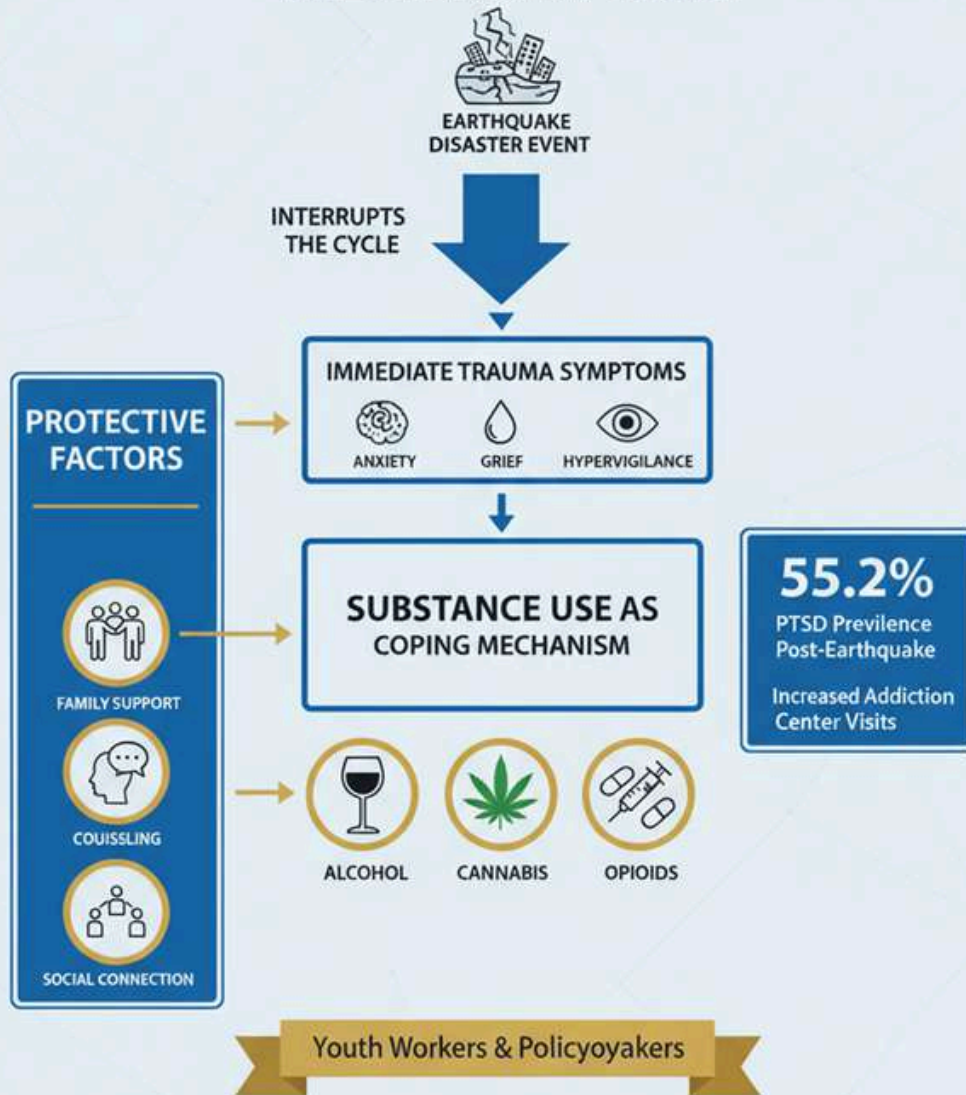 EARTHQUAKE
DISASTER EVENT
INTERRUPTS
THE CYCLE
IMMEDIATE TRAUMA SYMPTOMS
ANXIETY
GRIEF
HYPERVIGILANCE
PROTECTIVE
FACTORS
FAMILY SUPPORT
COUISSLING
SOCIAL CONNECTION
SUBSTANCE USE AS
COPING MECHANISM
ALCOHOL
CANNABIS
OPIOIDS
55.2%
PTSD Previlence
Post-Earthquake
Increased Addiction
Center Visits
Youth Workers & Policyoyakers